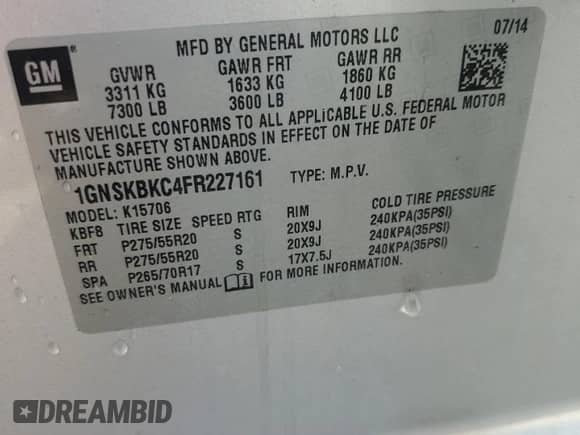 GM
®
MFD BY GENERAL MOTORS LLC 07/14
GVWR GAWR FRT GAWR RR
3311 KG 1633 KG 1860 KG
7300 LB 3600 LB 4100 LB
THIS VEHICLE CONFORMS TO ALL APPLICABLE U.S. FEDERAL MOTOR
VEHICLE SAFETY STANDARDS IN EFFECT ON THE DATE OF
MANUFACTURE SHOWN ABOVE.
1GNSKBKC4FR227161 TYPE: M.P.V.
MODEL: K15706
KBF8 TIRE SIZE SPEED RTG RIM COLD TIRE PRESSURE
FRT P275/55R20 S 20X9J 240KPA(35PSI)
RR P275/55R20 S 20X9J 240KPA(35PSI)
SPA P265/70R17 S 17X7.5J 240KPA(35PSI)
SEE OWNER'S MANUAL FOR MORE INFORMATION.
DREAMBID